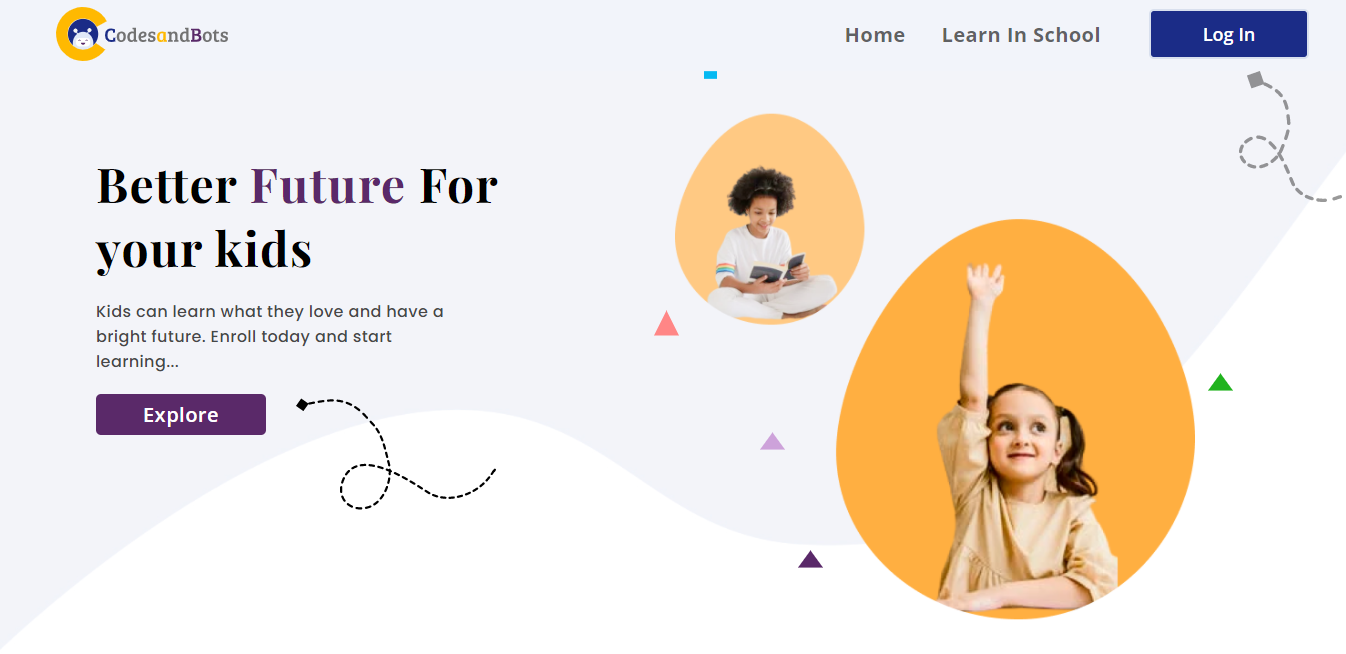 CodesandBots
Home
Learn In School
Log In
Better Future For
your kids
Kids can learn what they love and have a
bright future. Enroll today and start
learning...
Explore